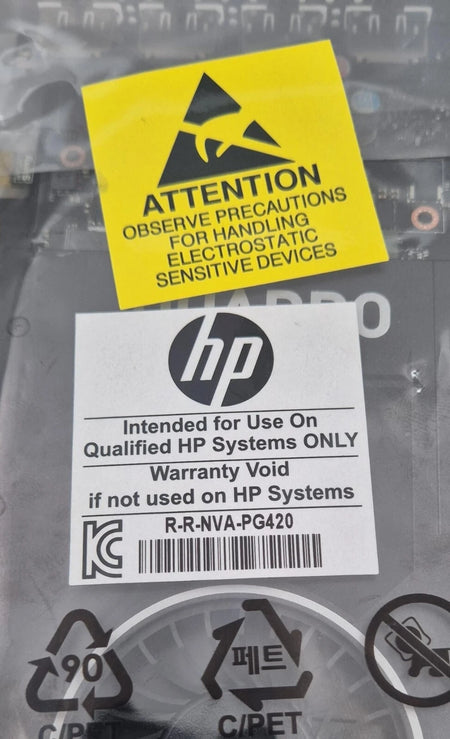 ATTENTION
OBSERVE PRECAUTIONS
FOR HANDLING
ELECTROSTATIC
SENSITIVE DEVICES
hp
Intended for Use On
Qualified HP Systems ONLY
Warranty Void
if not used on HP Systems
R-R-NVA-PG420
90
페트
C/PET